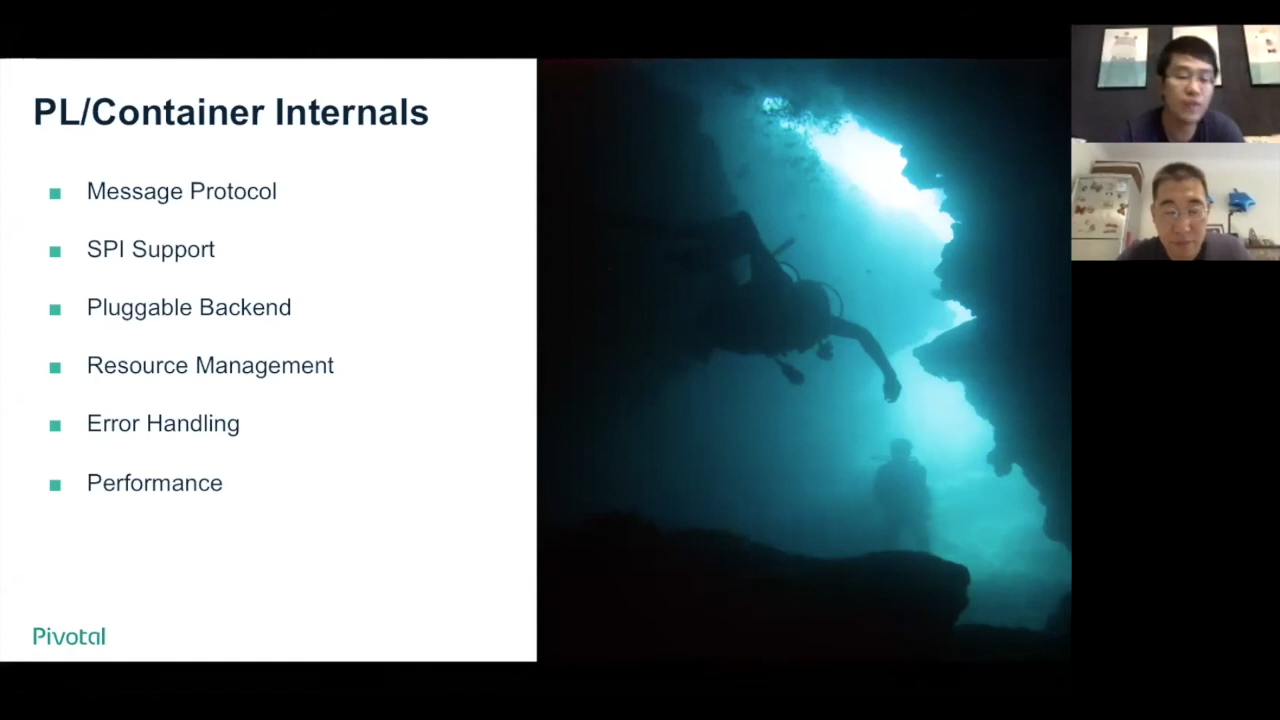 PL/Container Internals
Message Protocol
SPI Support
Pluggable Backend
Resource Management
Error Handling
Performance
Pivotal